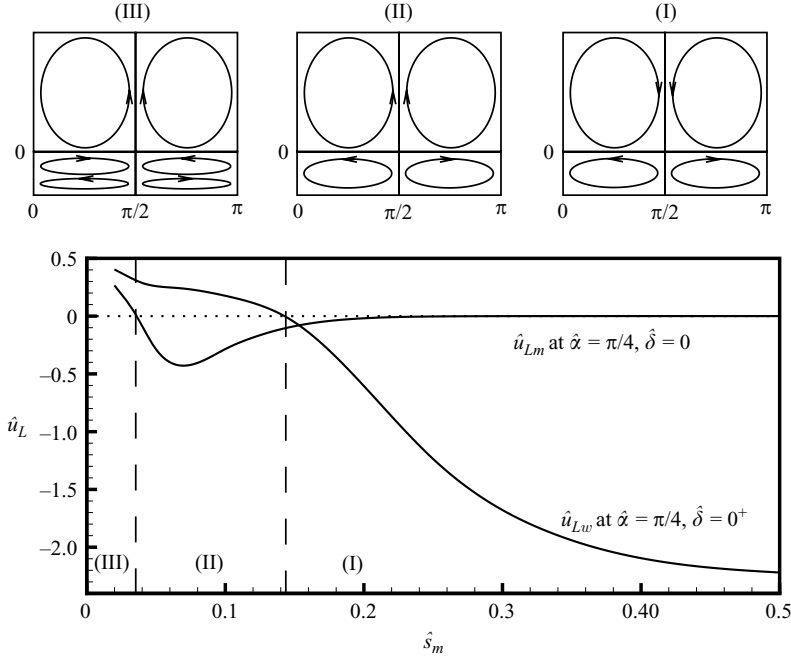 (III)
(II)
(I)
0
0
0
0 π/2 π
0 π/2 π
0 π/2 π
0.5
0
−0.5
−1.0
−1.5
−2.0
û_L
û_Lm at α̂ = π/4, δ̂ = 0
û_Lw at α̂ = π/4, δ̂ = 0⁺
(III)
(II)
(I)
0 0.1 0.2 0.3 0.4 0.5
ŝ_m